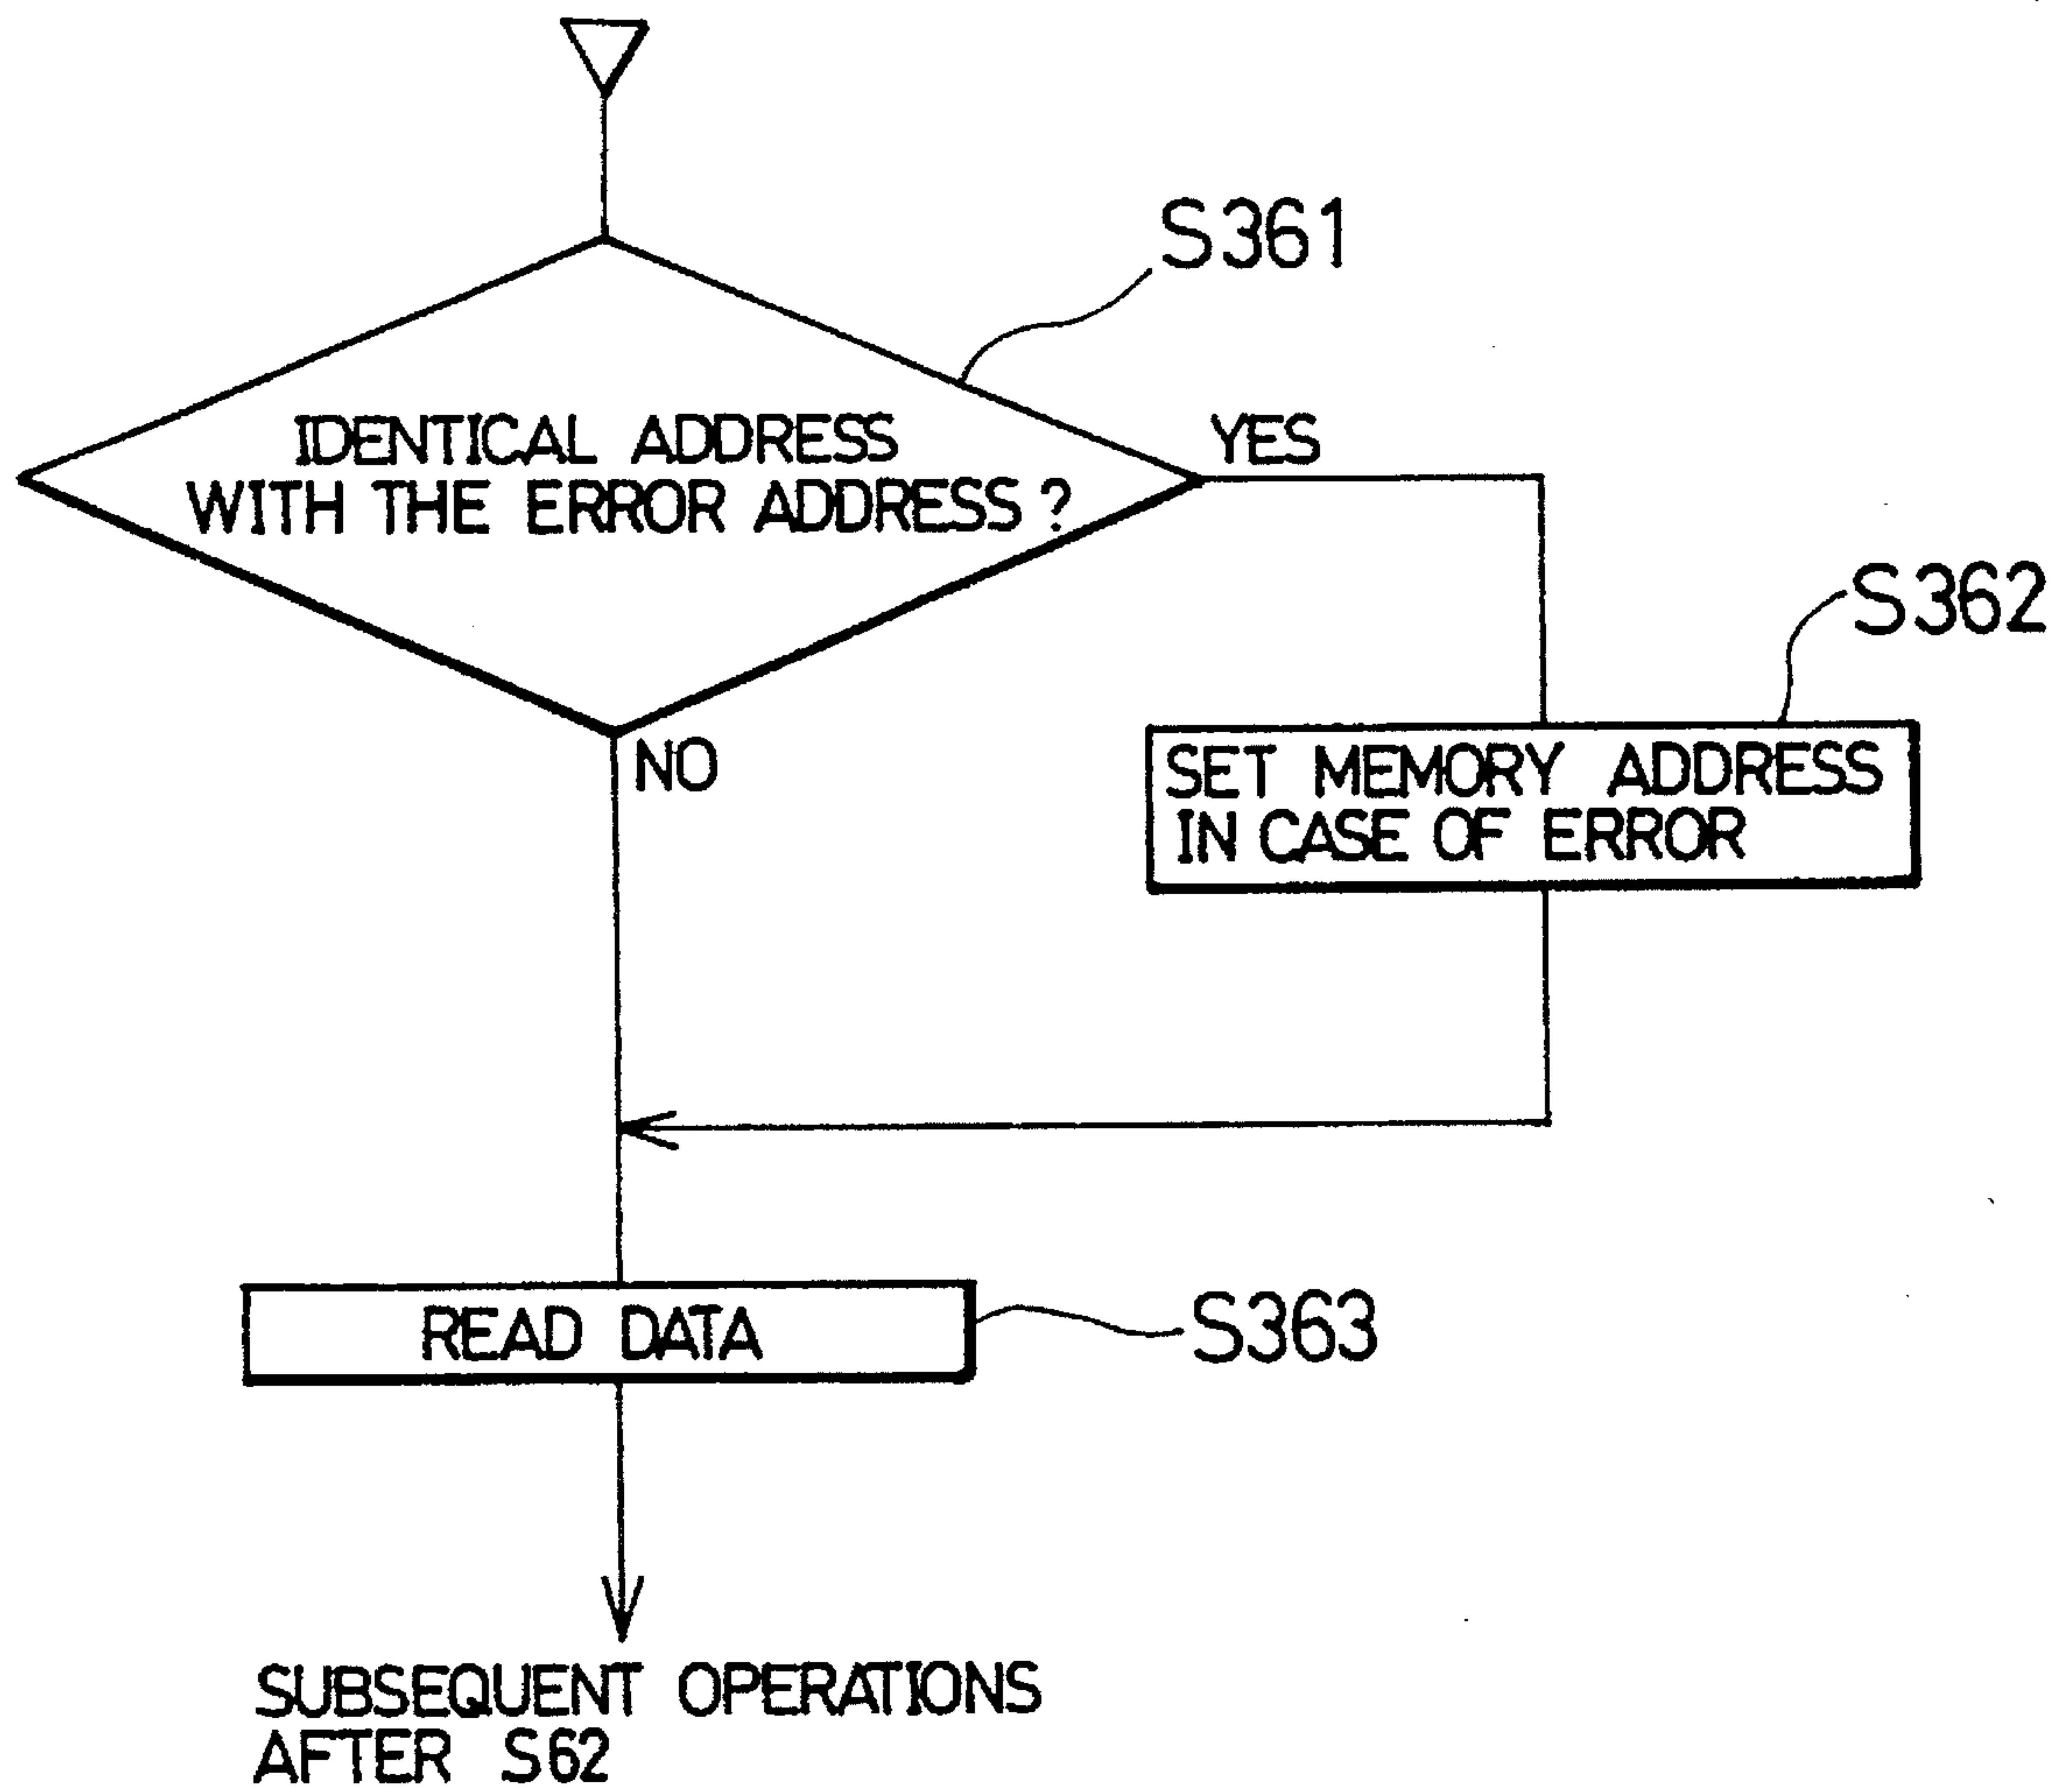 S361
IDENTICAL ADDRESS
WITH THE ERROR ADDRESS ?
YES
S362
NO
SET MEMORY ADDRESS
IN CASE OF ERROR
READ DATA
S363
SUBSEQUENT OPERATIONS
AFTER S62